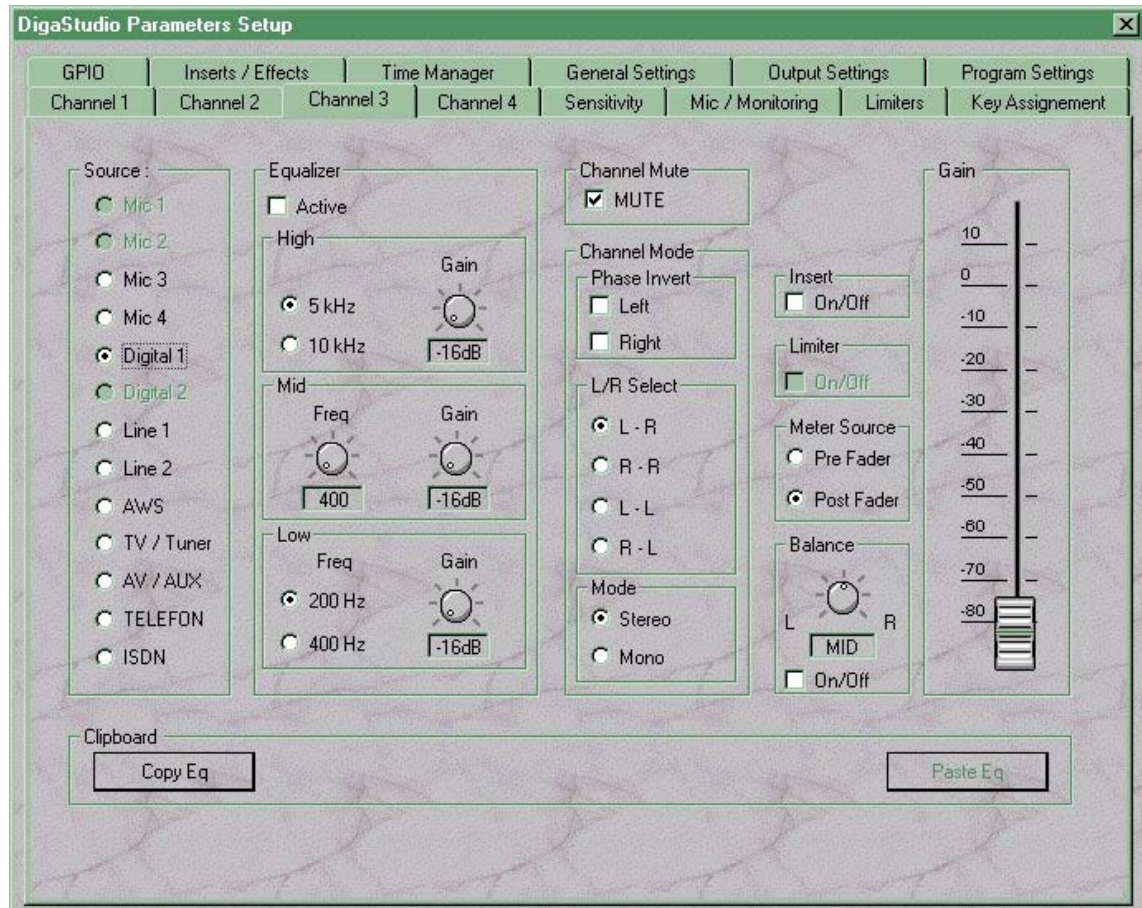 DigaStudio Parameters Setup
GPIO Inserts / Effects Time Manager General Settings Output Settings Program Settings
Channel 1 Channel 2 Channel 3 Channel 4 Sensitivity Mic / Monitoring Limiters Key Assignement
Source :
Mic 1
Mic 2
Mic 3
Mic 4
Digital 1
Digital 2
Line 1
Line 2
AWS
TV / Tuner
AV / AUX
TELEFON
ISDN
Equalizer
Active
High
Gain
5 kHz
10 kHz
-16dB
Mid
Freq Gain
400 -16dB
Low
Freq Gain
200 Hz
400 Hz
-16dB
Channel Mute
MUTE
Channel Mode
Phase Invert
Left
Right
L/R Select
L - R
R - R
L - L
R - L
Mode
Stereo
Mono
Insert
On/Off
Limiter
On/Off
Meter Source
Pre Fader
Post Fader
Balance
L R
MID
On/Off
Gain
10
0
-10
-20
-30
-40
-50
-60
-70
-80
Clipboard
Copy Eq Paste Eq